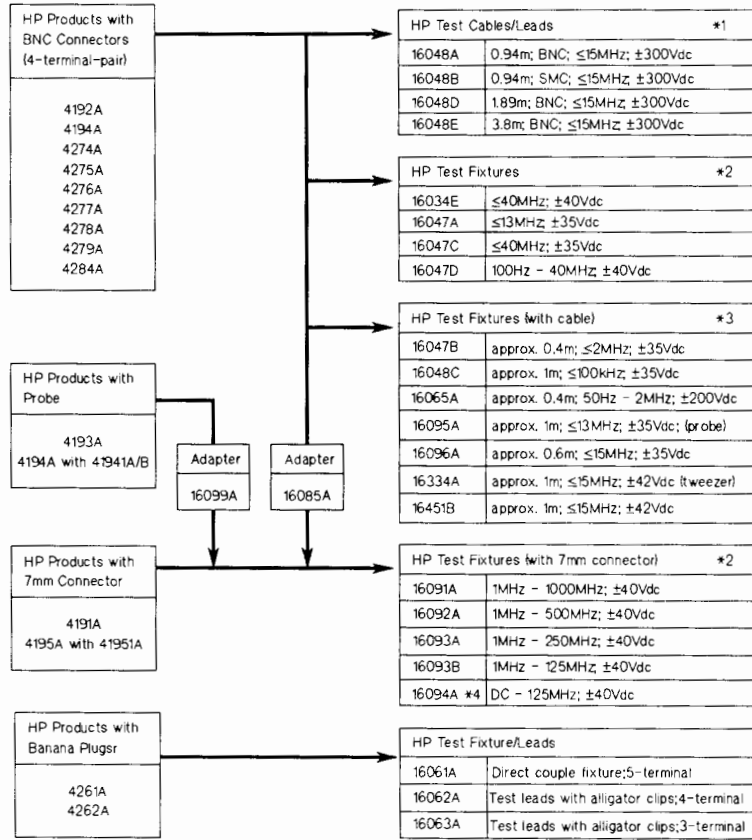 HP Products with
BNC Connectors
(4-terminal-pair)
4192A
4194A
4274A
4275A
4276A
4277A
4278A
4279A
4284A
HP Test Cables/Leads *1
16048A 0.94m; BNC; ≤15MHz; ±300Vdc
16048B 0.94m; SMC; ≤15MHz; ±300Vdc
16048D 1.89m; BNC; ≤15MHz; ±300Vdc
16048E 3.8m; BNC; ≤15MHz; ±300Vdc
HP Test Fixtures *2
16034E ≤40MHz; ±40Vdc
16047A ≤13MHz; ±35Vdc
16047C ≤40MHz; ±35Vdc
16047D 100Hz - 40MHz; ±40Vdc
HP Test Fixtures (with cable) *3
16047B approx. 0.4m; ≤2MHz; ±35Vdc
16048C approx. 1m; ≤100kHz; ±35Vdc
16065A approx. 0.4m; 50Hz - 2MHz; ±200Vdc
16095A approx. 1m; ≤13MHz; ±35Vdc; (probe)
16096A approx. 0.6m; ≤15MHz; ±35Vdc
16334A approx. 1m; ≤15MHz; ±42Vdc (tweezer)
16451B approx. 1m; ≤15MHz; ±42Vdc
HP Products with
Probe
4193A
4194A with 41941A/B
Adapter
16099A
Adapter
16085A
HP Products with
7mm Connector
4191A
4195A with 41951A
HP Test Fixtures (with 7mm connector) *2
16091A 1MHz - 1000MHz; ±40Vdc
16092A 1MHz - 500MHz; ±40Vdc
16093A 1MHz - 250MHz; ±40Vdc
16093B 1MHz - 125MHz; ±40Vdc
16094A *4 DC - 125MHz; ±40Vdc
HP Products with
Banana Plugsr
4261A
4262A
HP Test Fixture/Leads
16061A Direct couple fixture;5-terminal
16062A Test leads with alligator clips;4-terminal
16063A Test leads with alligator clips;3-terminal